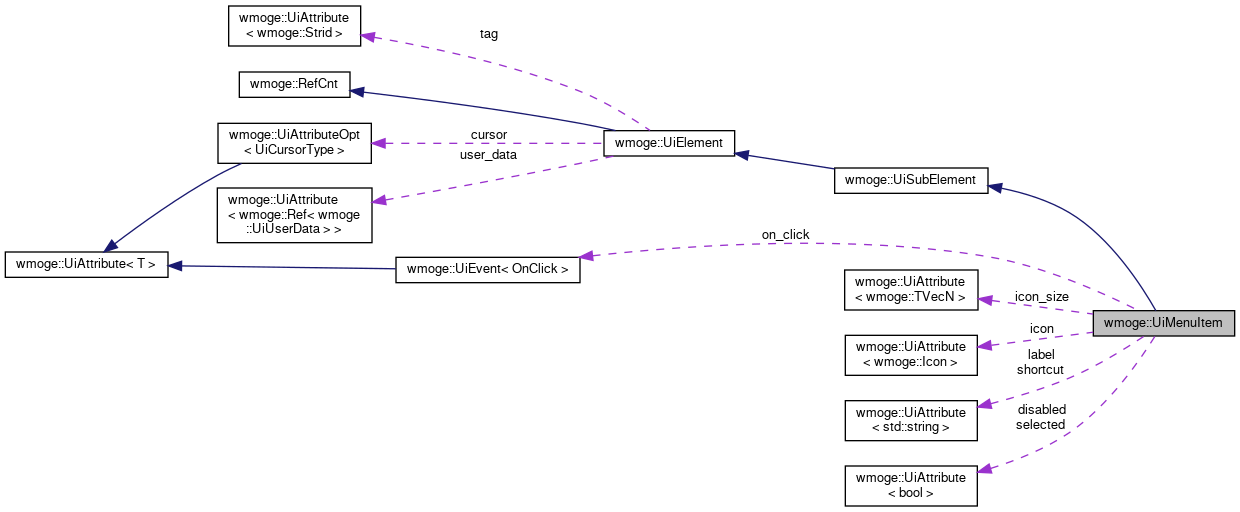 wmoge::UiAttribute
< wmoge::Strid >
tag
wmoge::RefCnt
wmoge::UiAttributeOpt
< UiCursorType >
cursor
user_data
wmoge::UiElement
wmoge::UiSubElement
wmoge::UiAttribute
< wmoge::Ref< wmoge
::UiUserData > >
wmoge::UiAttribute< T >
wmoge::UiEvent< OnClick >
on_click
wmoge::UiAttribute
< wmoge::TVecN >
icon_size
wmoge::UiMenuItem
wmoge::UiAttribute
< wmoge::Icon >
icon
label
shortcut
wmoge::UiAttribute
< std::string >
disabled
selected
wmoge::UiAttribute
< bool >